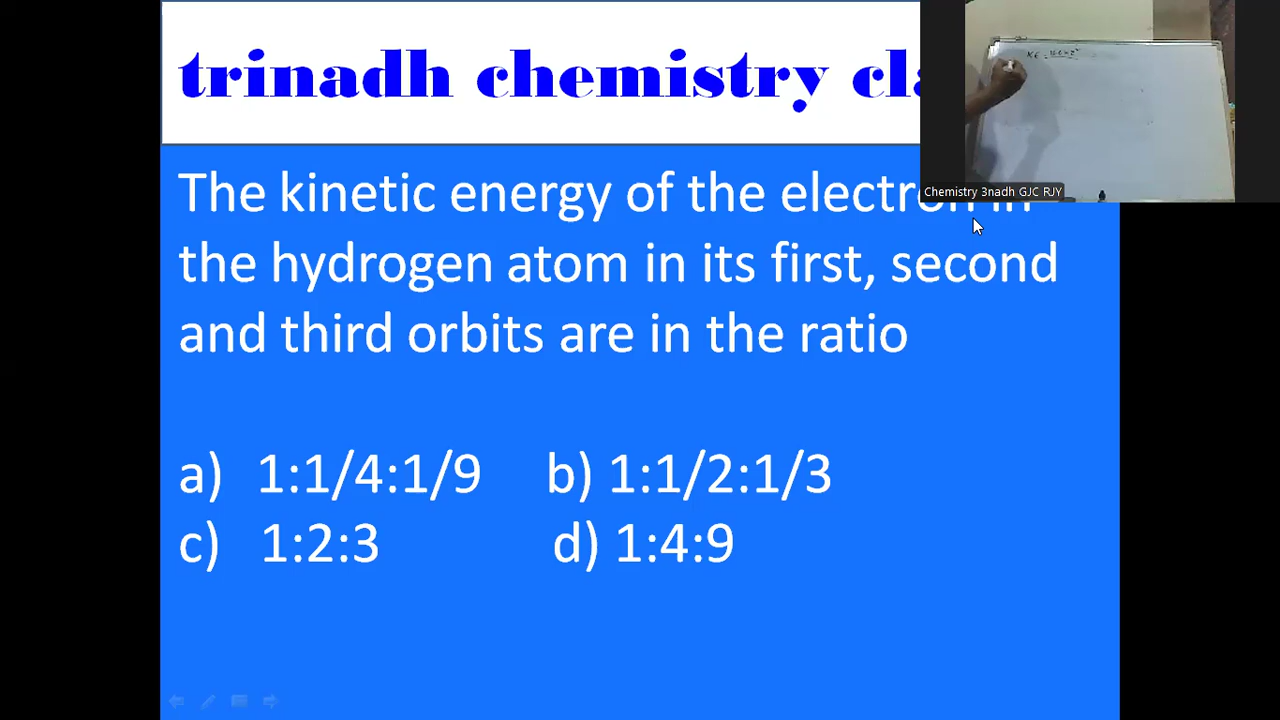 trinadh chemistry cla
Chemistry 3nadh GJC RJY
The kinetic energy of the electron in
the hydrogen atom in its first, second
and third orbits are in the ratio
a) 1:1/4:1/9 b) 1:1/2:1/3
c) 1:2:3 d) 1:4:9